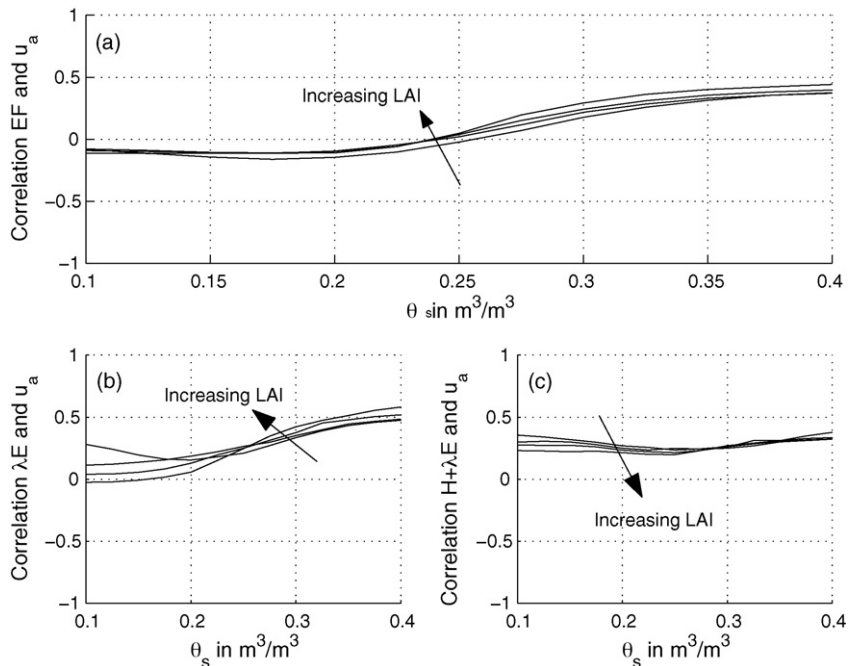 (a)
Correlation EF and u_a
1
0.5
0
−0.5
−1
Increasing LAI
0.1 0.15 0.2 0.25 0.3 0.35 0.4
θ s in m³/m³
(b)
Correlation λE and u_a
1
0.5
0
−0.5
−1
Increasing LAI
0.1 0.2 0.3 0.4
θ_s in m³/m³
(c)
Correlation H+λE and u_a
1
0.5
0
−0.5
−1
Increasing LAI
0.1 0.2 0.3 0.4
θ_s in m³/m³